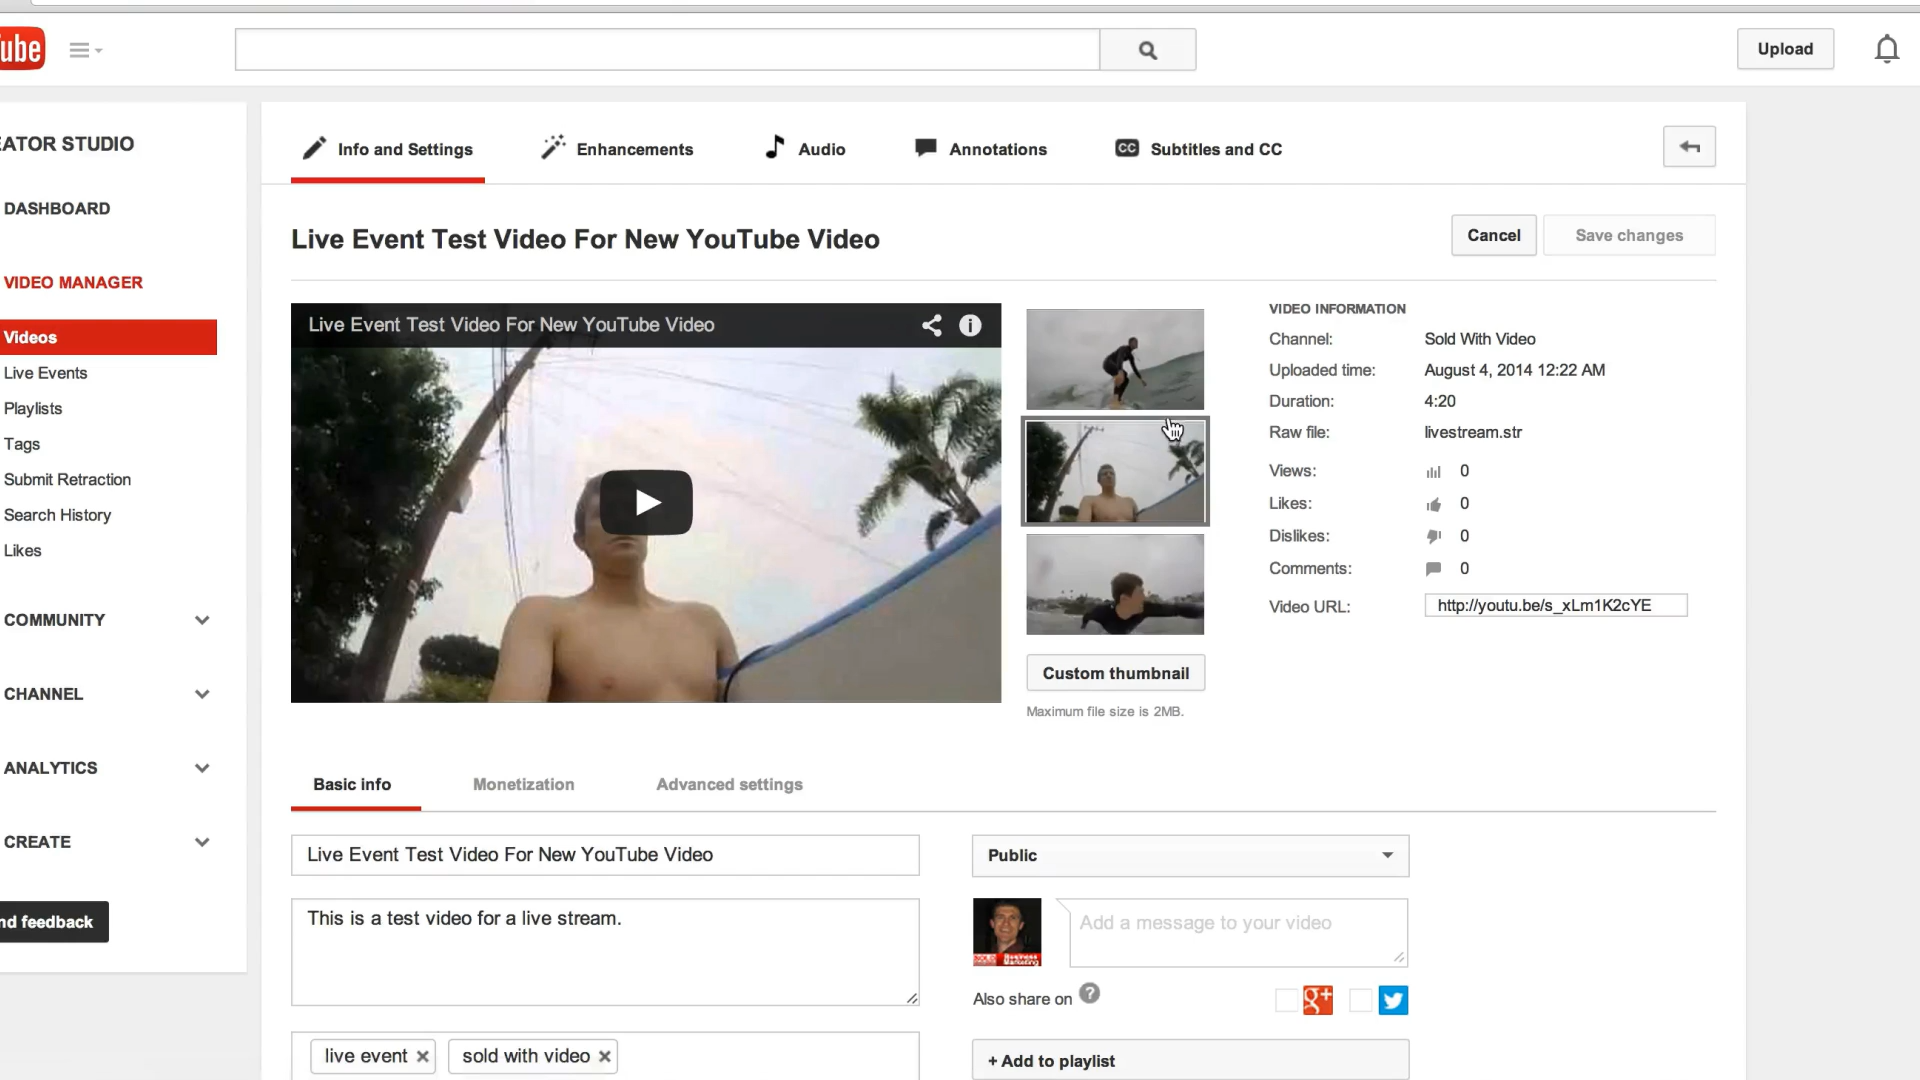 ube
Upload
EATOR STUDIO
DASHBOARD
VIDEO MANAGER
Videos
Live Events
Playlists
Tags
Submit Retraction
Search History
Likes
COMMUNITY
CHANNEL
ANALYTICS
CREATE
nd feedback
Info and Settings
Enhancements
Audio
Annotations
CC Subtitles and CC
Live Event Test Video For New YouTube Video
Cancel
Save changes
Live Event Test Video For New YouTube Video
Custom thumbnail
Maximum file size is 2MB.
VIDEO INFORMATION
Channel: Sold With Video
Uploaded time: August 4, 2014 12:22 AM
Duration: 4:20
Raw file: livestream.str
Views: 0
Likes: 0
Dislikes: 0
Comments: 0
Video URL: http://youtu.be/s_xLm1K2cYE
Basic info
Monetization
Advanced settings
Live Event Test Video For New YouTube Video
This is a test video for a live stream.
live event × sold with video ×
Public
Add a message to your video
SOLD Business Marketing
Also share on ?
g+
+ Add to playlist